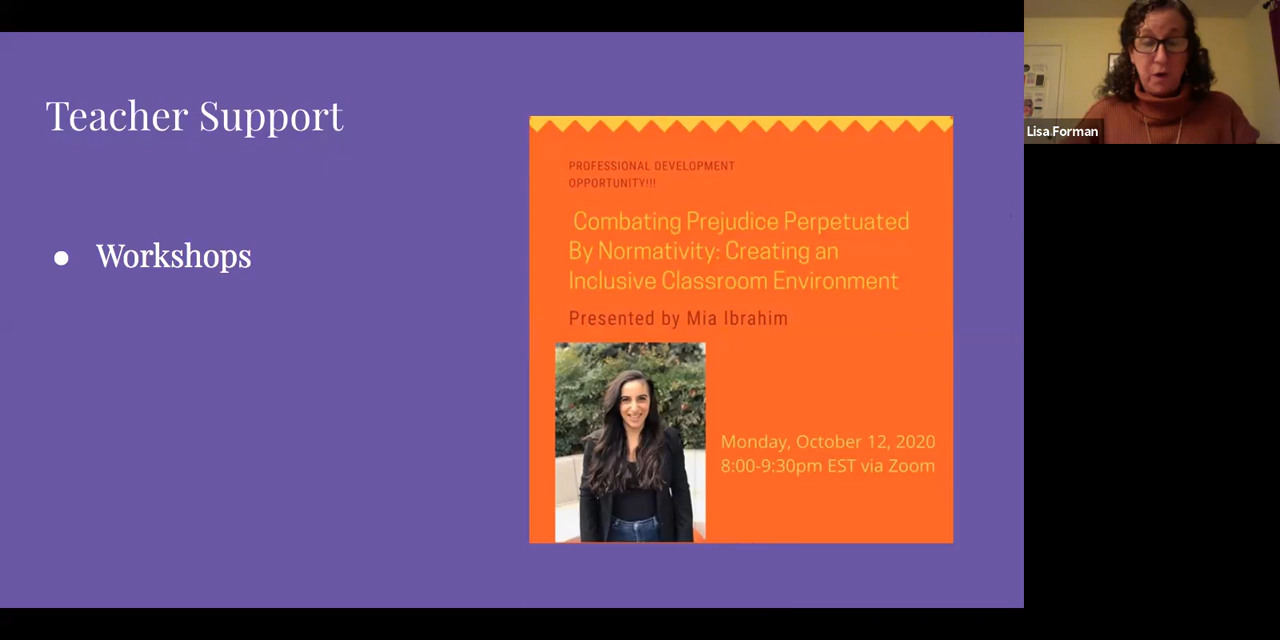 Teacher Support
● Workshops
PROFESSIONAL DEVELOPMENT
OPPORTUNITY!!!
Combating Prejudice Perpetuated
By Normativity: Creating an
Inclusive Classroom Environment
Presented by Mia Ibrahim
Monday, October 12, 2020
8:00-9:30pm EST via Zoom
Lisa Forman